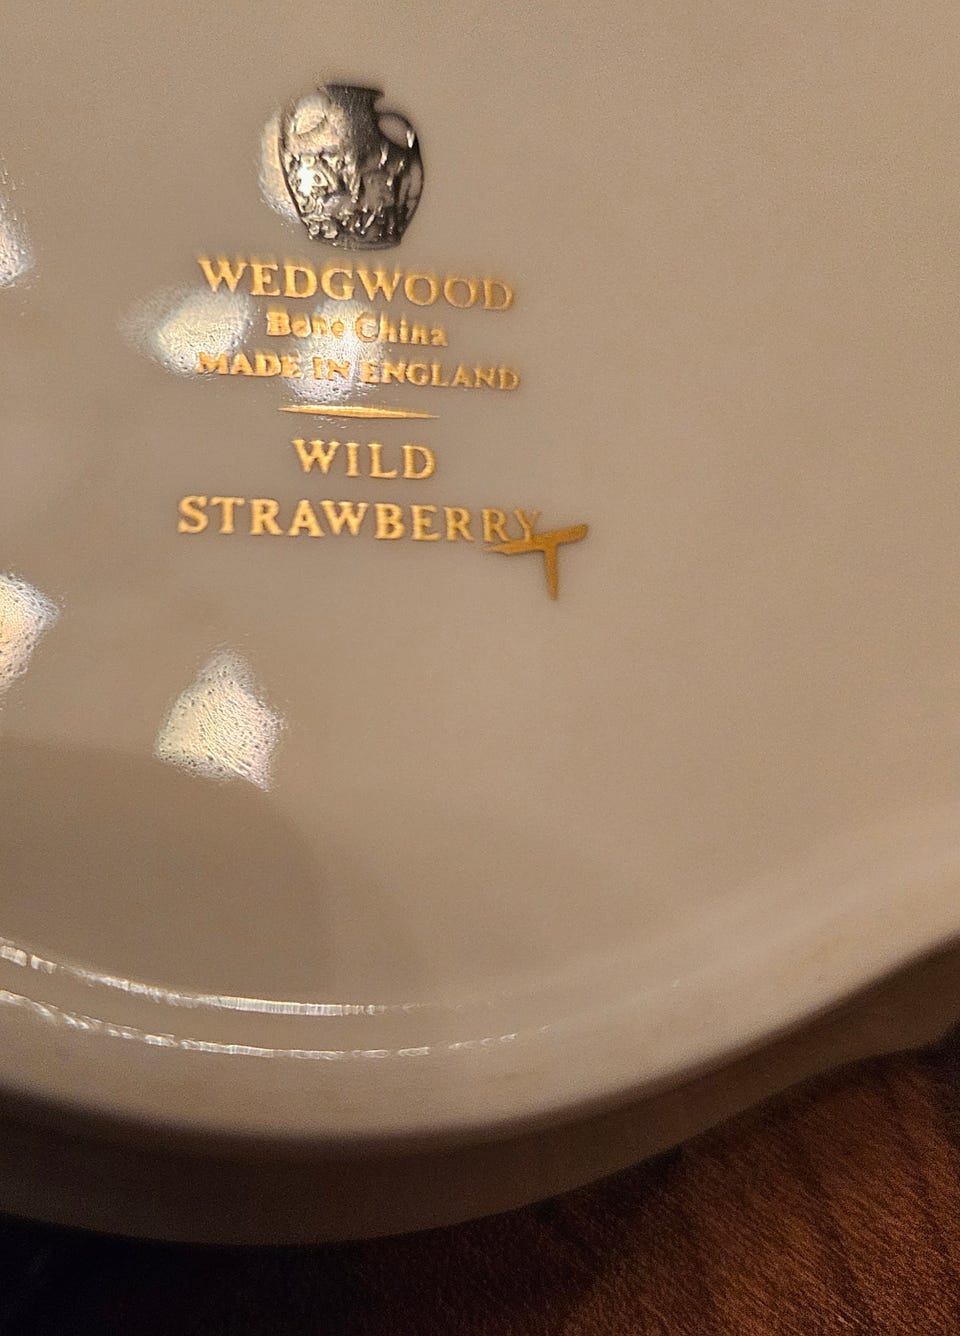 WEDGWOOD
Bone China
MADE IN ENGLAND
WILD
STRAWBERRY
T